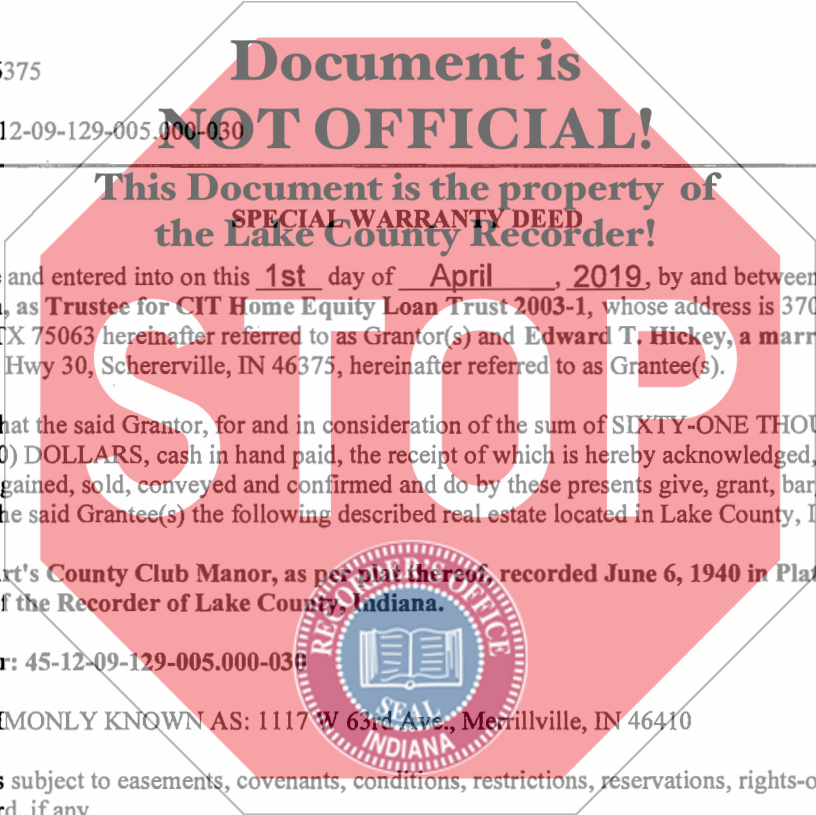 Document is
5375
NOT OFFICIAL!
12-09-129-005.000-030
This Document is the property of
SPECIAL WARRANTY DEED
the Lake County Recorder!
and entered into on this 1st day of April , 2019, by and between
, as Trustee for CIT Home Equity Loan Trust 2003-1, whose address is 370
TX 75063 hereinafter referred to as Grantor(s) and Edward T. Hickey, a marr
Hwy 30, Schererville, IN 46375, hereinafter referred to as Grantee(s).
STOP
hat the said Grantor, for and in consideration of the sum of SIXTY-ONE THOU
0) DOLLARS, cash in hand paid, the receipt of which is hereby acknowledged,
gained, sold, conveyed and confirmed and do by these presents give, grant, bar
he said Grantee(s) the following described real estate located in Lake County, I
rt's County Club Manor, as per plat thereof, recorded June 6, 1940 in Plat
f the Recorder of Lake County, Indiana.
RECORDER'S OFFICE
r: 45-12-09-129-005.000-030
SEAL
MONLY KNOWN AS: 1117 W 63rd Ave., Merrillville, IN 46410
INDIANA
s subject to easements, covenants, conditions, restrictions, reservations, rights-o
rd, if any